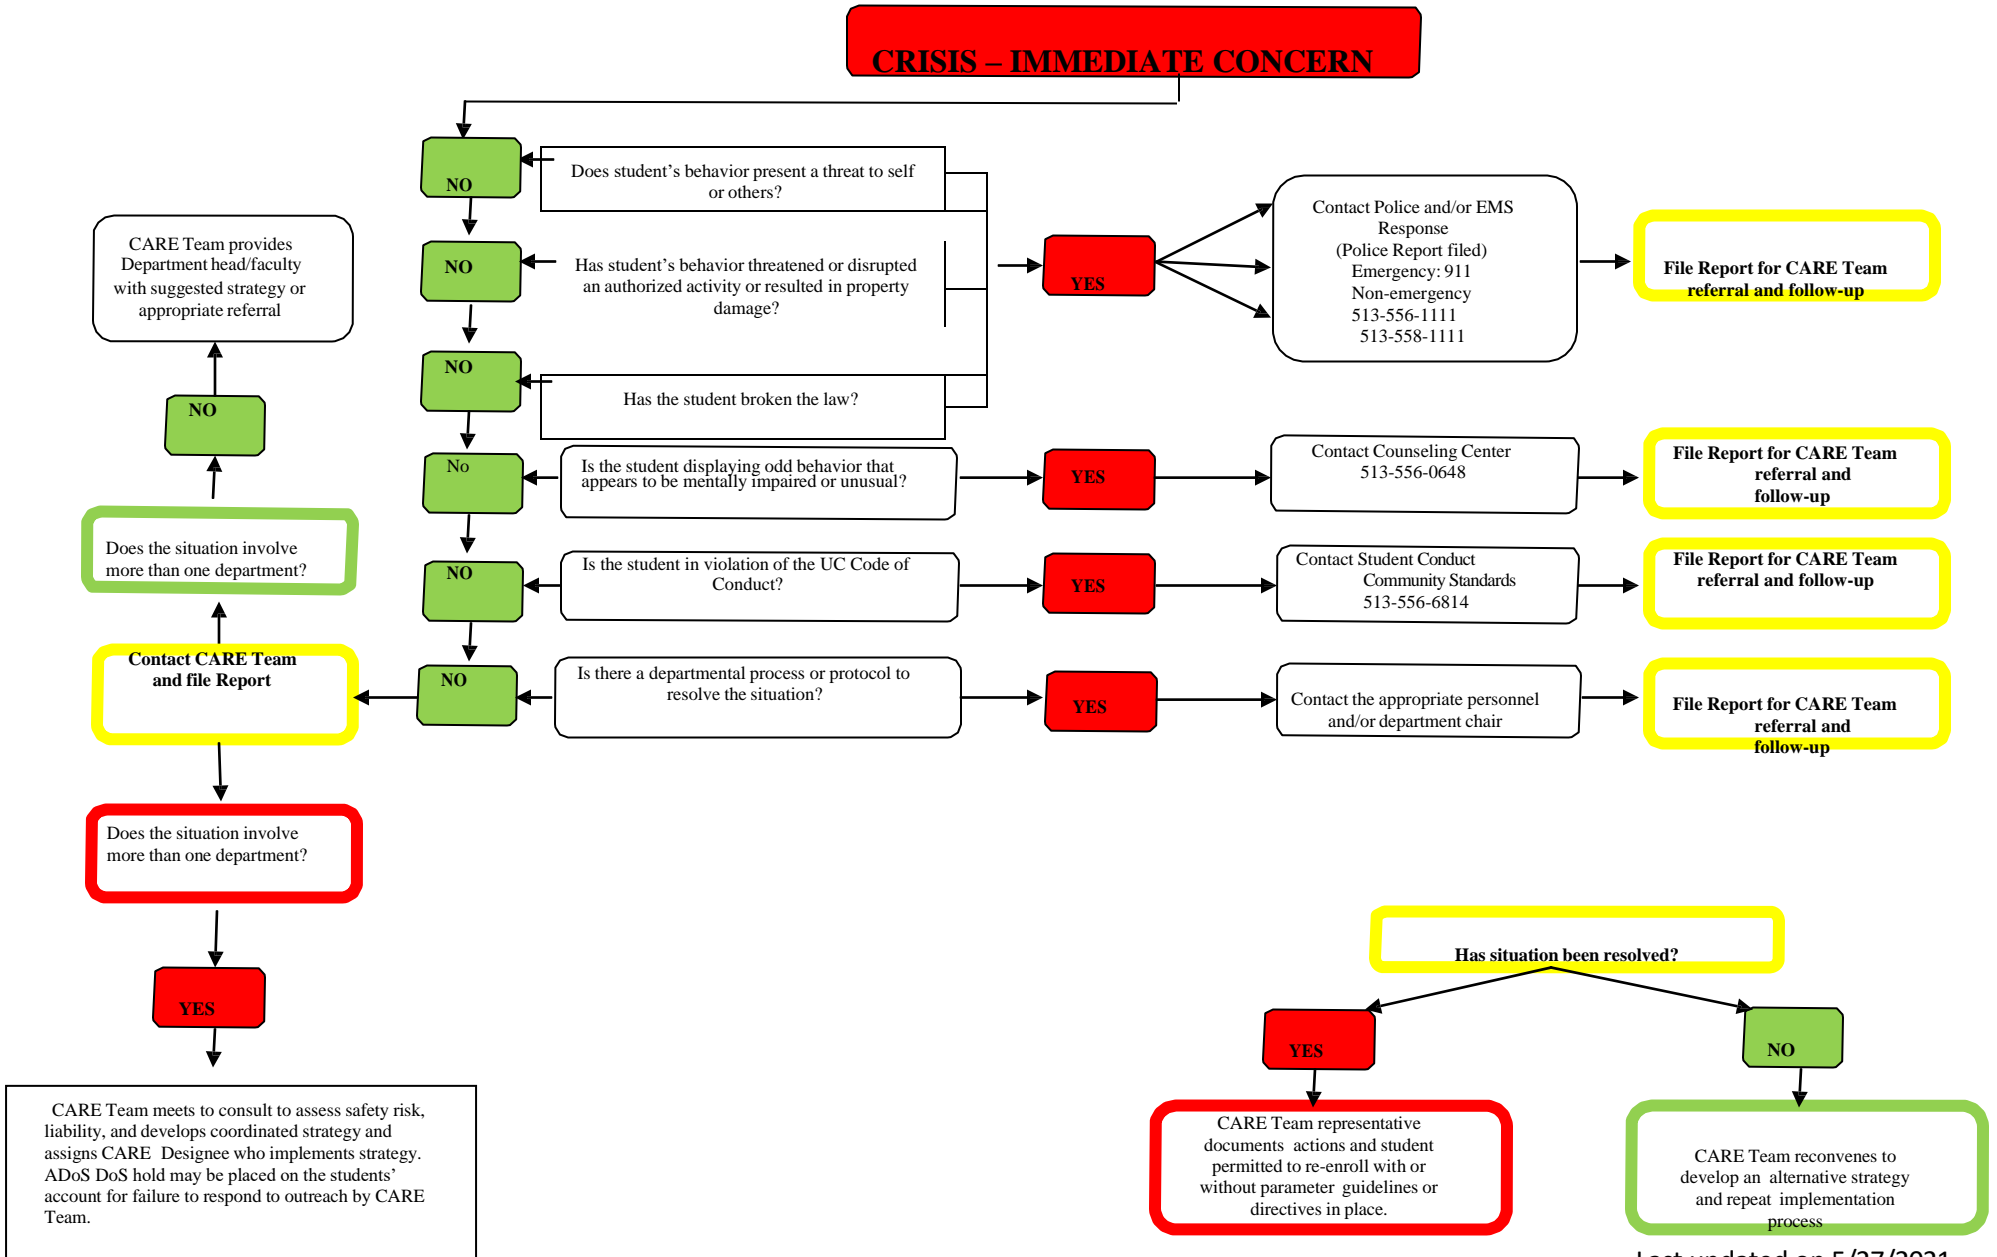 CRISIS – IMMEDIATE CONCERN
NO
Does student’s behavior present a threat to self
or others?
NO
Has student’s behavior threatened or disrupted
an authorized activity or resulted in property
damage?
NO
Has the student broken the law?
YES
Contact Police and/or EMS
Response
(Police Report filed)
Emergency: 911
Non-emergency
513-556-1111
513-558-1111
File Report for CARE Team
referral and follow-up
No
Is the student displaying odd behavior that
appears to be mentally impaired or unusual?
YES
Contact Counseling Center
513-556-0648
File Report for CARE Team
referral and
follow-up
NO
Is the student in violation of the UC Code of
Conduct?
YES
Contact Student Conduct
Community Standards
513-556-6814
File Report for CARE Team
referral and follow-up
NO
Is there a departmental process or protocol to
resolve the situation?
YES
Contact the appropriate personnel
and/or department chair
File Report for CARE Team
referral and
follow-up
CARE Team provides
Department head/faculty
with suggested strategy or
appropriate referral
NO
Does the situation involve
more than one department?
Contact CARE Team
and file Report
Does the situation involve
more than one department?
YES
CARE Team meets to consult to assess safety risk,
liability, and develops coordinated strategy and
assigns CARE Designee who implements strategy.
ADoS DoS hold may be placed on the students’
account for failure to respond to outreach by CARE
Team.
Has situation been resolved?
YES
CARE Team representative
documents actions and student
permitted to re-enroll with or
without parameter guidelines or
directives in place.
NO
CARE Team reconvenes to
develop an alternative strategy
and repeat implementation
process
Last updated on 5/27/2021